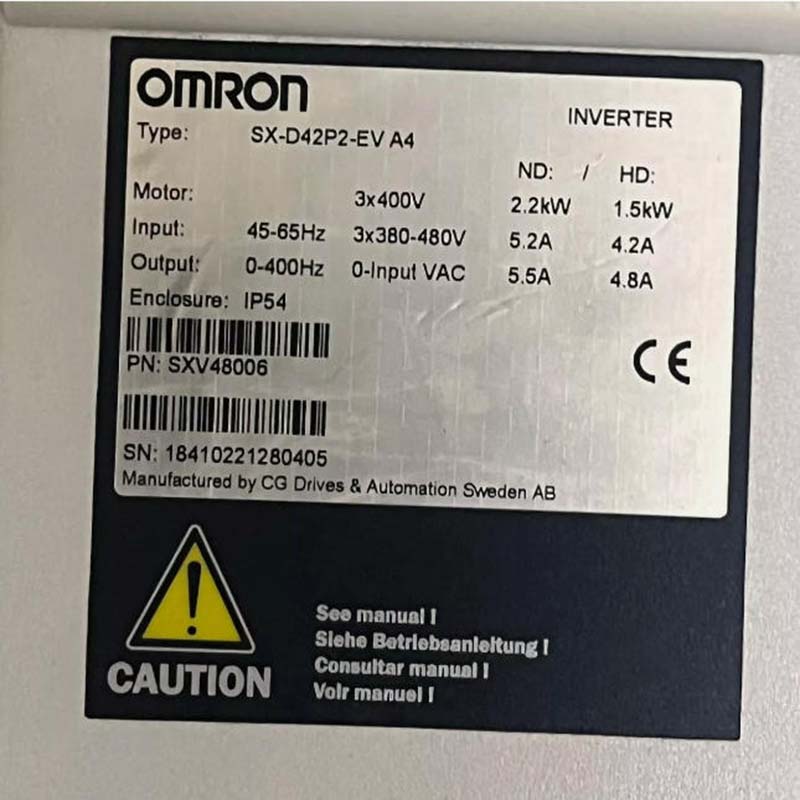 OMRON
INVERTER
Type: SX-D42P2-EV A4
ND: / HD:
Motor: 3x400V 2.2kW 1.5kW
Input: 45-65Hz 3x380-480V 5.2A 4.2A
Output: 0-400Hz 0-Input VAC 5.5A 4.8A
Enclosure: IP54
PN: SXV48006
CE
SN: 18410221280405
Manufactured by CG Drives & Automation Sweden AB
See manual !
Siehe Betriebsanleitung !
Consultar manual !
Voir manuel !
CAUTION